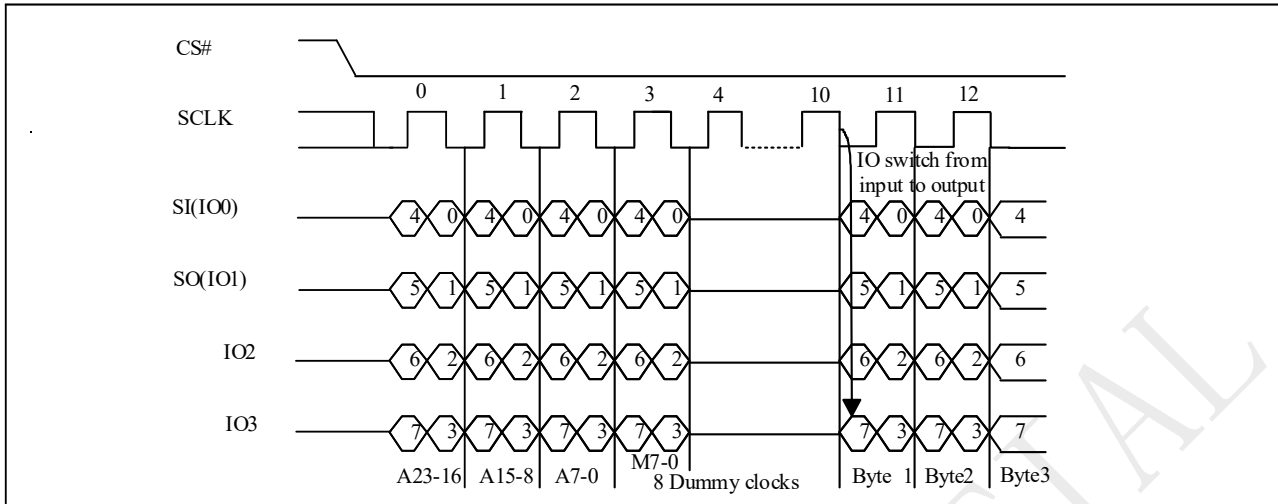 CS#
0 1 2 3 4 10 11 12
SCLK
IO switch from
input to output
SI(IO0) 4 0 4 0 4 0 4 0 4 0 4 0 4
SO(IO1) 5 1 5 1 5 1 5 1 5 1 5 1 5
IO2 6 2 6 2 6 2 6 2 6 2 6 2 6
IO3 7 3 7 3 7 3 7 3 7 3 7 3 7
A23-16 A15-8 A7-0 M7-0 8 Dummy clocks Byte 1 Byte2 Byte3